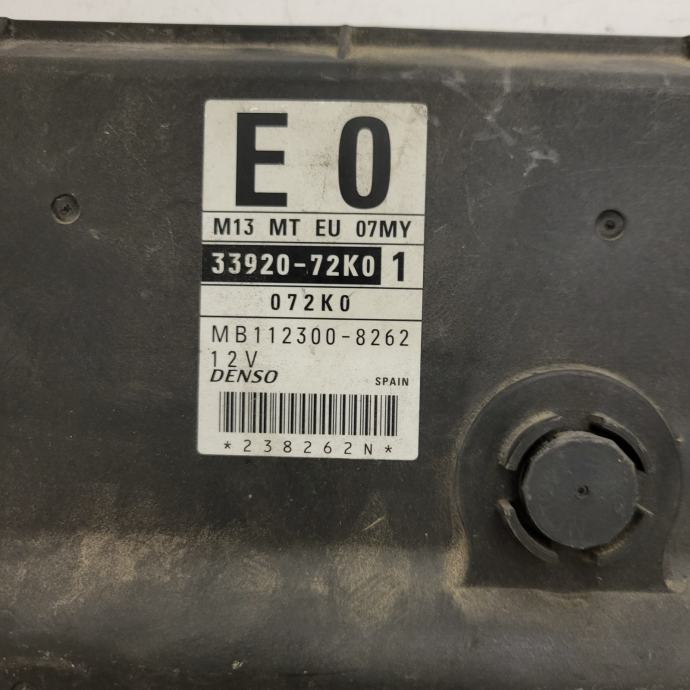 E 0
M13 MT EU 07MY
33920-72K0 1
072K0
MB112300-8262
12V
DENSO SPAIN
*238262N*